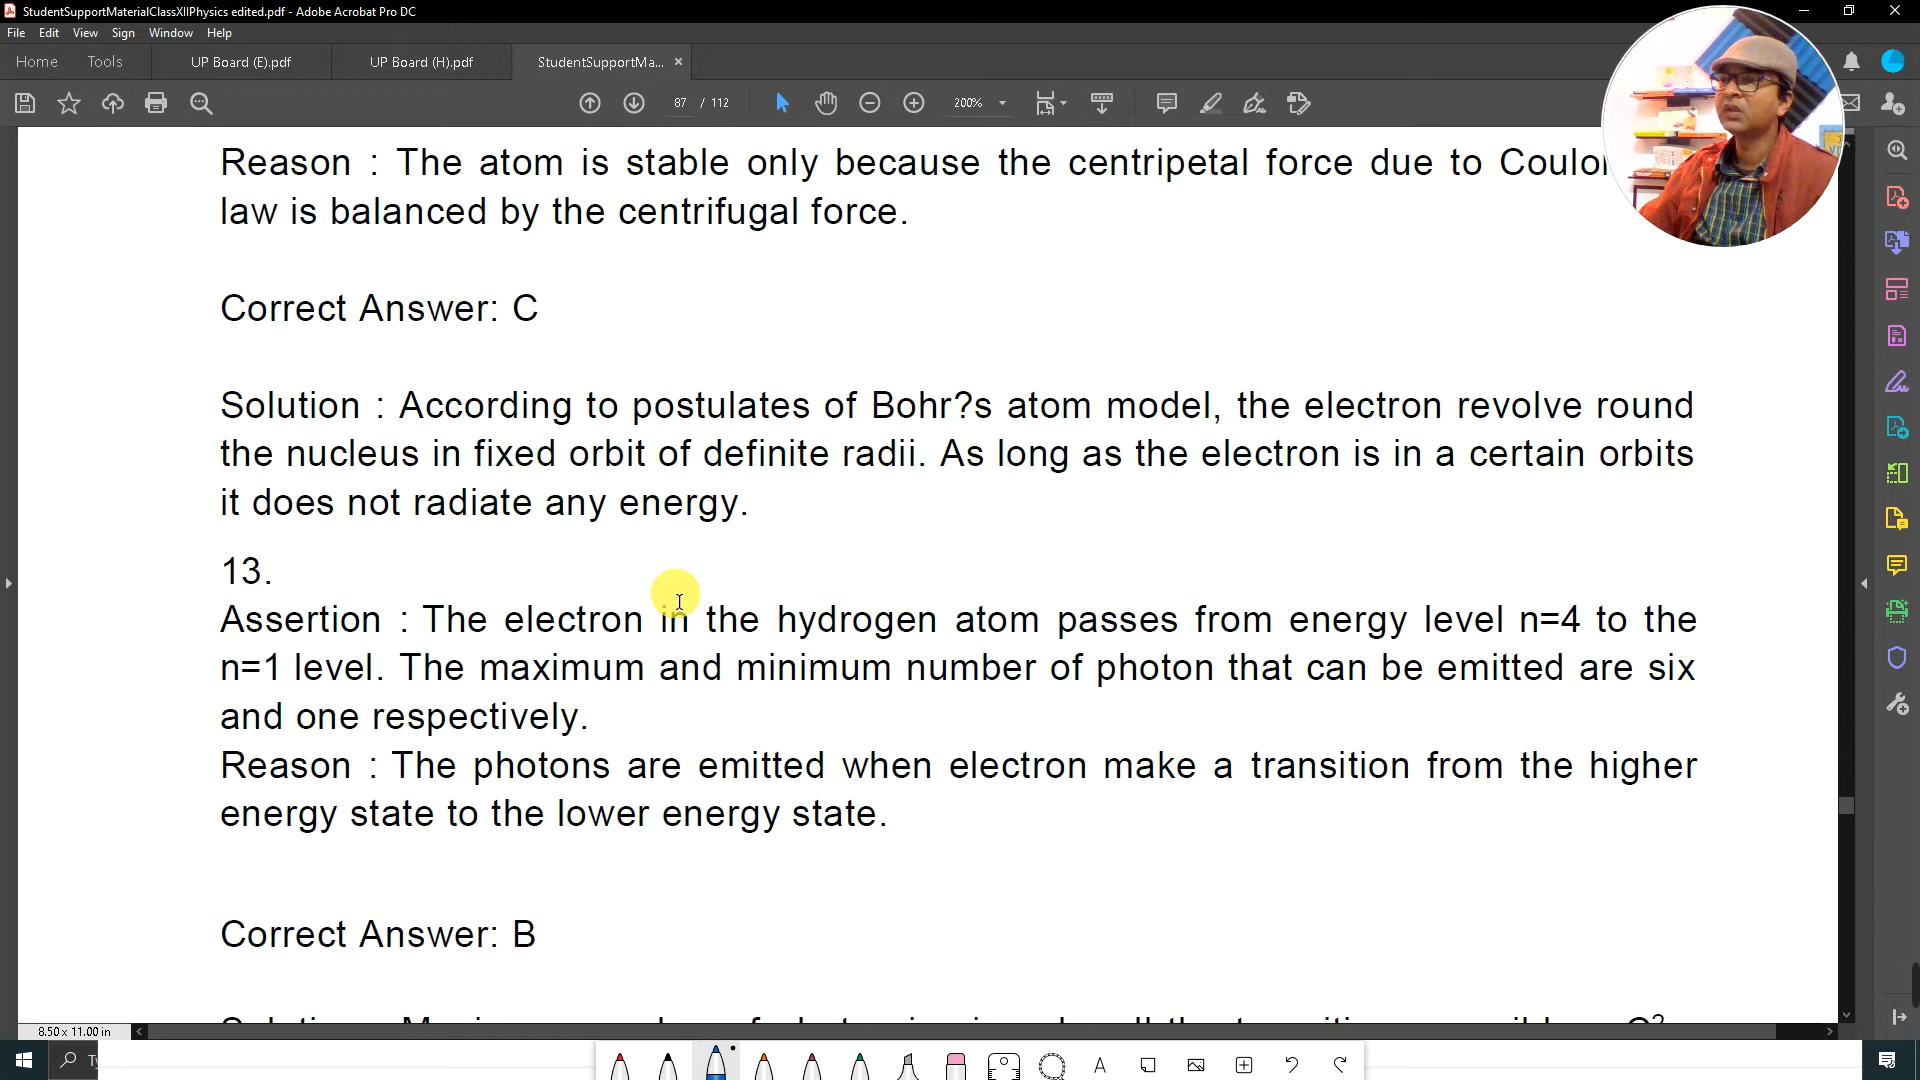 StudentSupportMaterialClassXIIPhysics edited.pdf - Adobe Acrobat Pro DC
File Edit View Sign Window Help
Home Tools UP Board (E).pdf UP Board (H).pdf StudentSupportMa... ×
87 / 112 200%
Reason : The atom is stable only because the centripetal force due to
law is balanced by the centrifugal force.
Correct Answer: C
Solution : According to postulates of Bohr?s atom model, the electron revolve round
the nucleus in fixed orbit of definite radii. As long as the electron is in a certain orbits
it does not radiate any energy.
13.
Assertion : The electron in the hydrogen atom passes from energy level n=4 to the
n=1 level. The maximum and minimum number of photon that can be emitted are six
and one respectively.
Reason : The photons are emitted when electron make a transition from the higher
energy state to the lower energy state.
Correct Answer: B
8.50 x 11.00 in